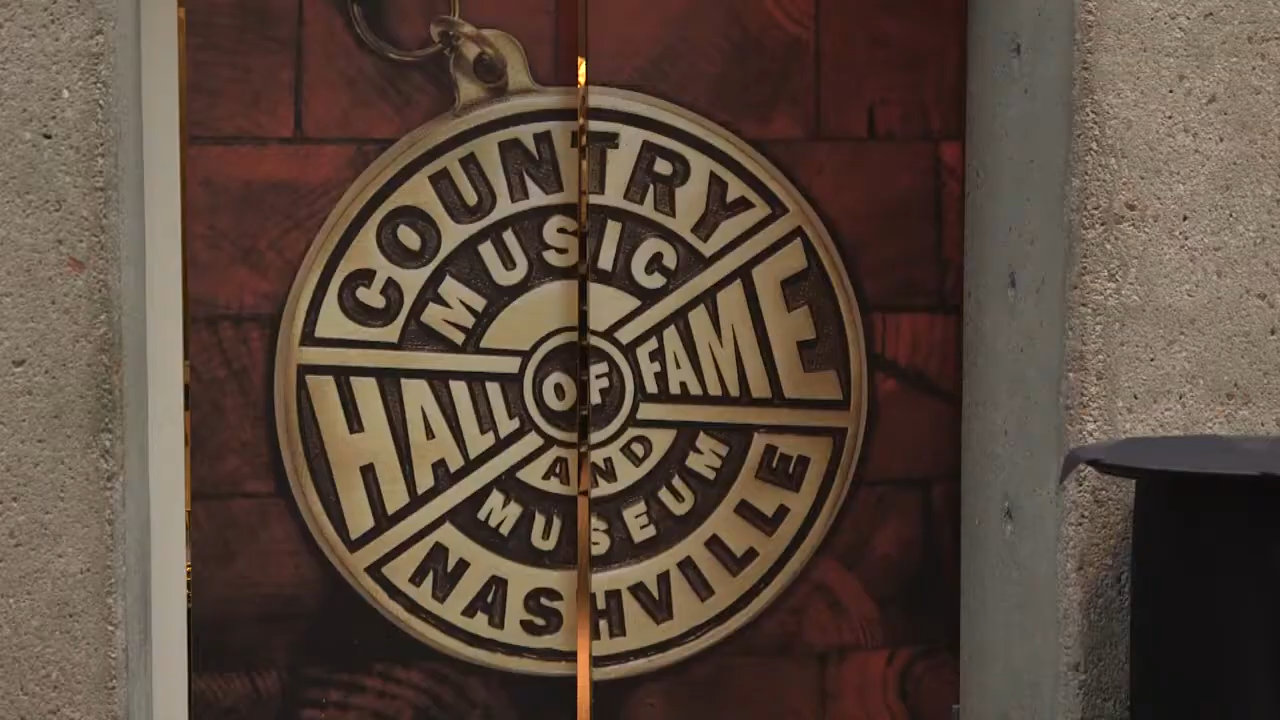 COUNTRY
MUSIC
HALL OF FAME
AND
MUSEUM
NASHVILLE